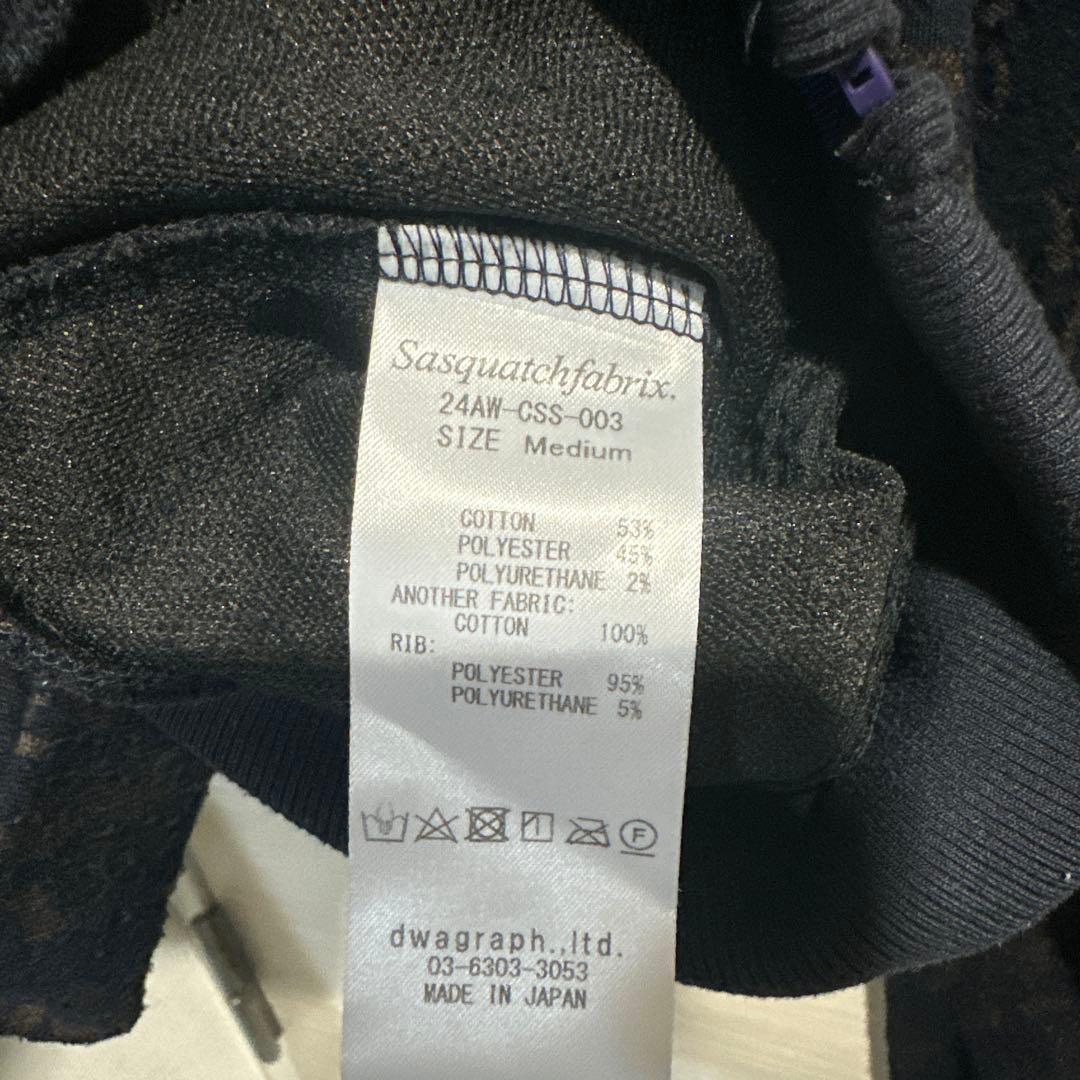 Sasquatchfabrix.
24AW-CSS-003
SIZE Medium
COTTON 53%
POLYESTER 45%
POLYURETHANE 2%
ANOTHER FABRIC:
COTTON 100%
RIB:
POLYESTER 95%
POLYURETHANE 5%
F
dwagraph.,ltd.
03-6303-3053
MADE IN JAPAN